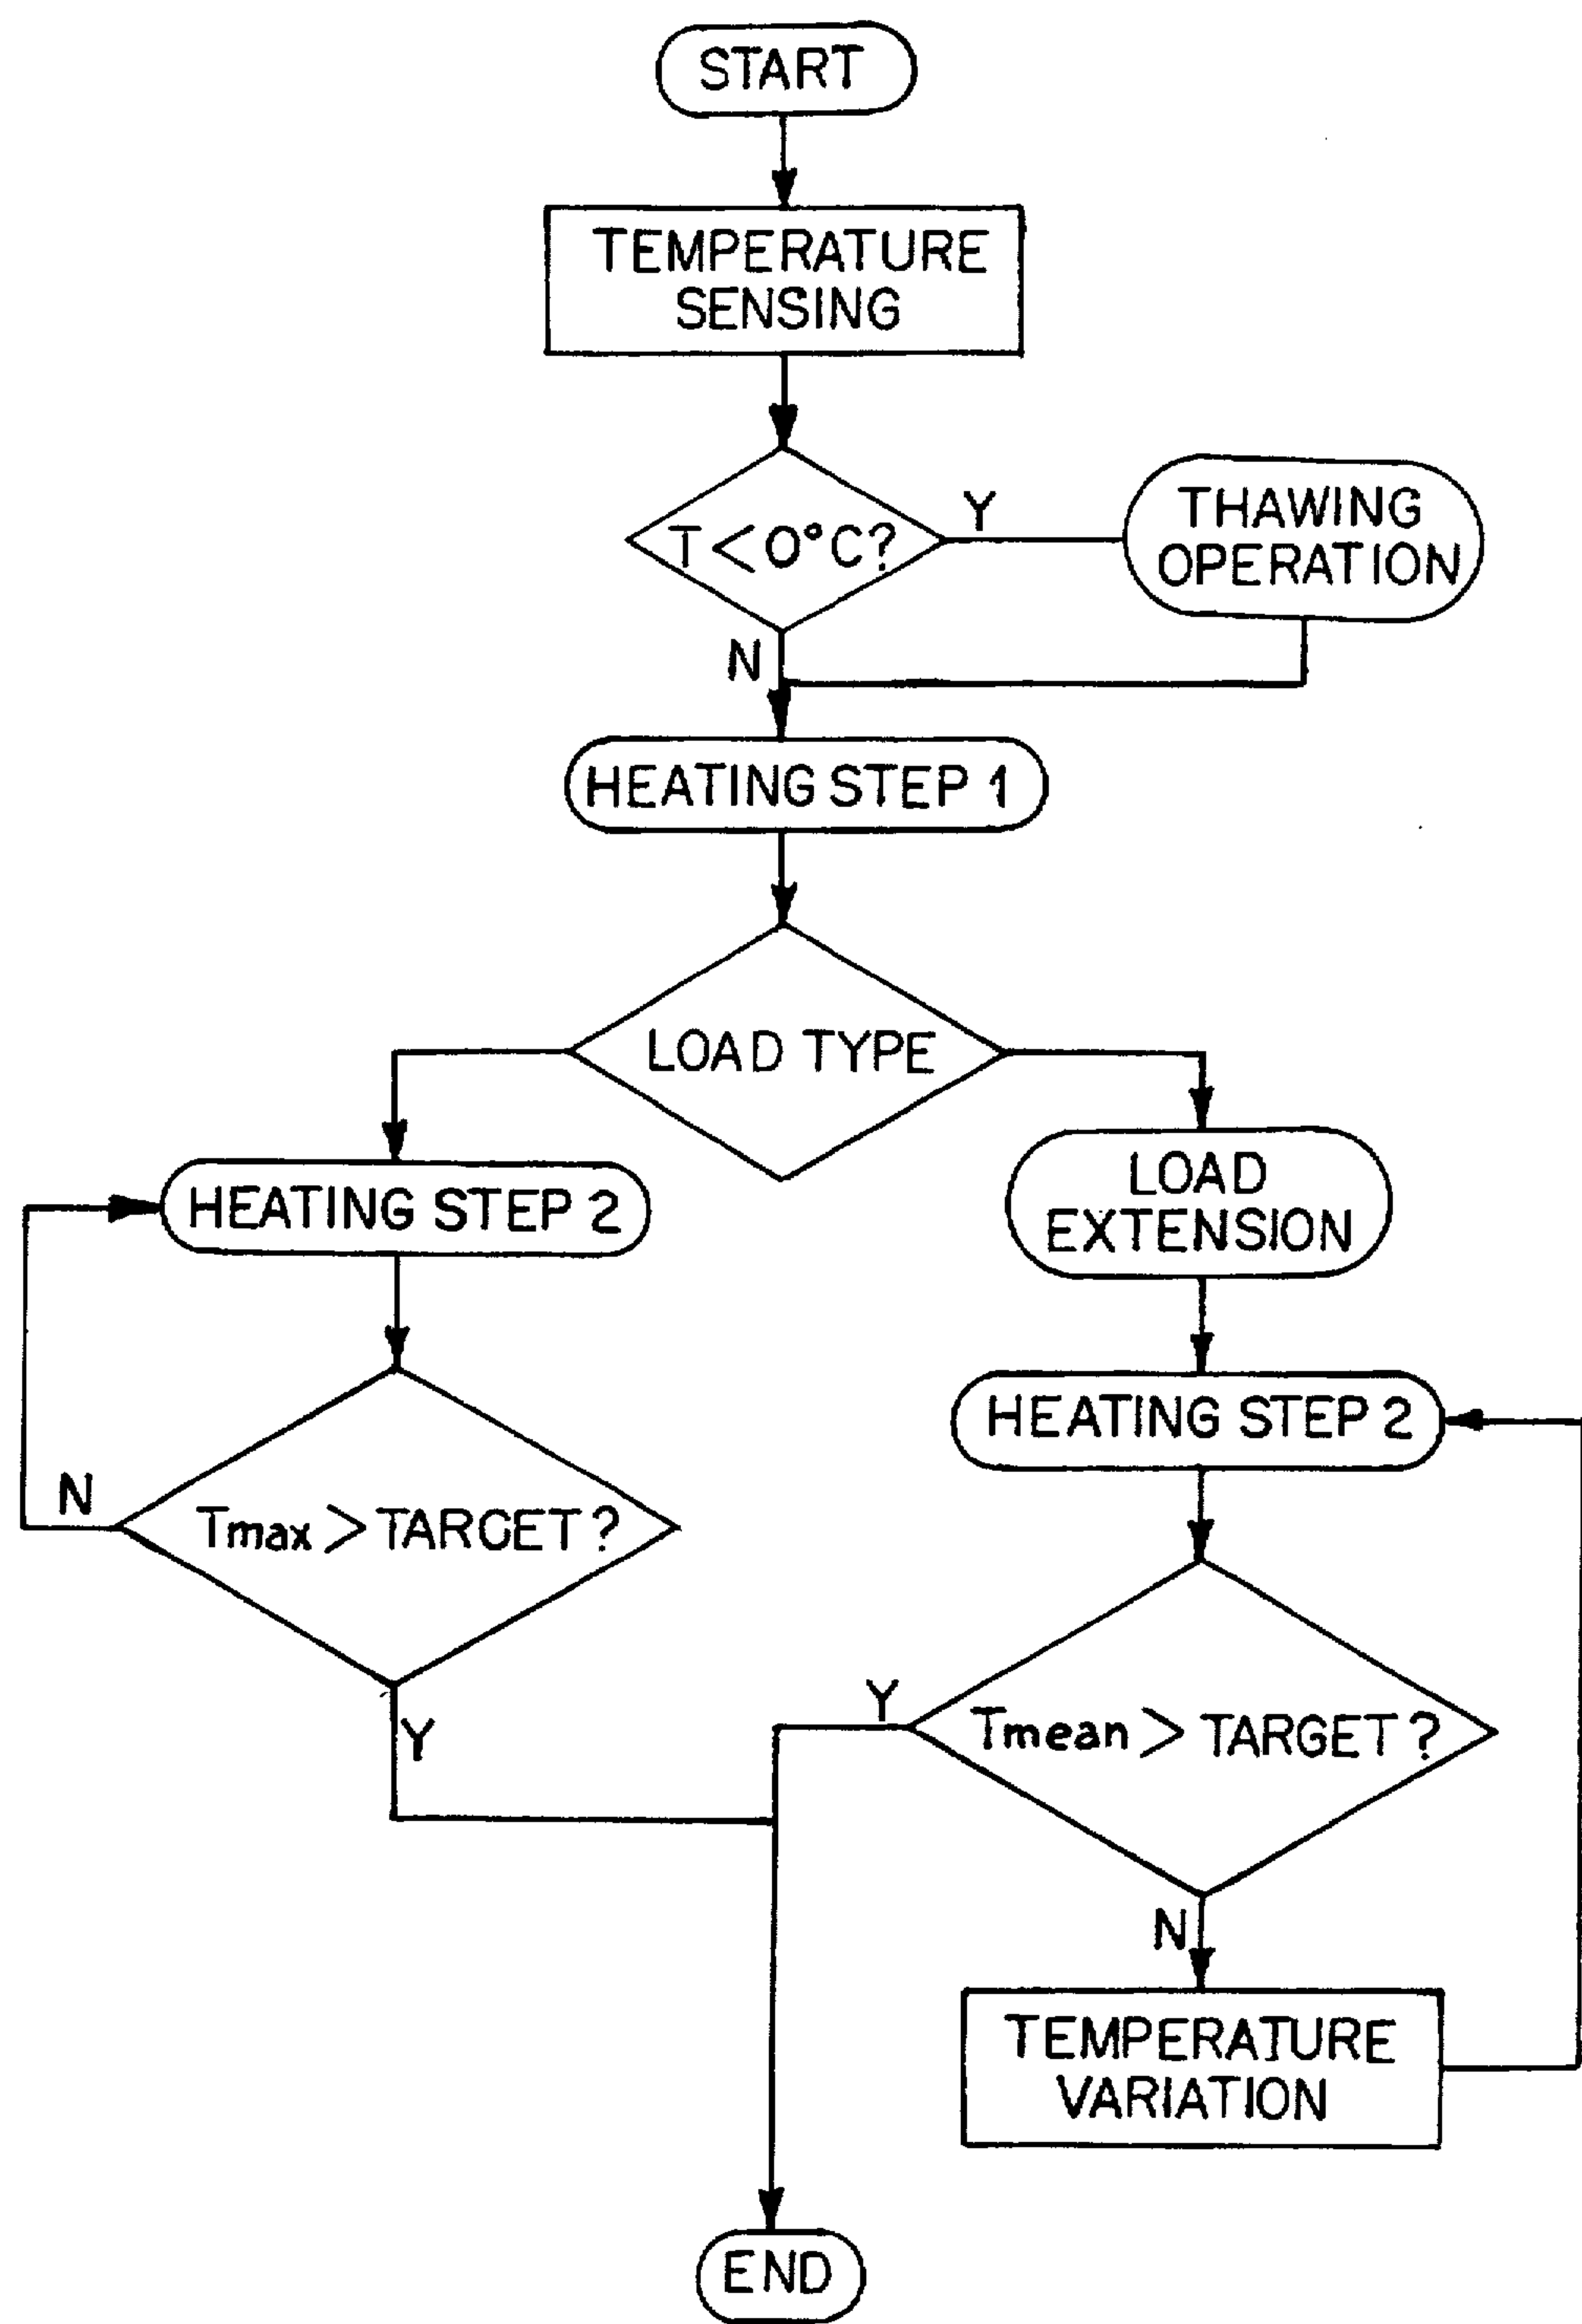 START
TEMPERATURE
SENSING
T < 0°C?
Y
THAWING
OPERATION
N
HEATING STEP 1
LOAD TYPE
HEATING STEP 2
LOAD
EXTENSION
HEATING STEP 2
N
Tmax > TARGET?
Y
Y
Tmean > TARGET?
N
TEMPERATURE
VARIATION
END